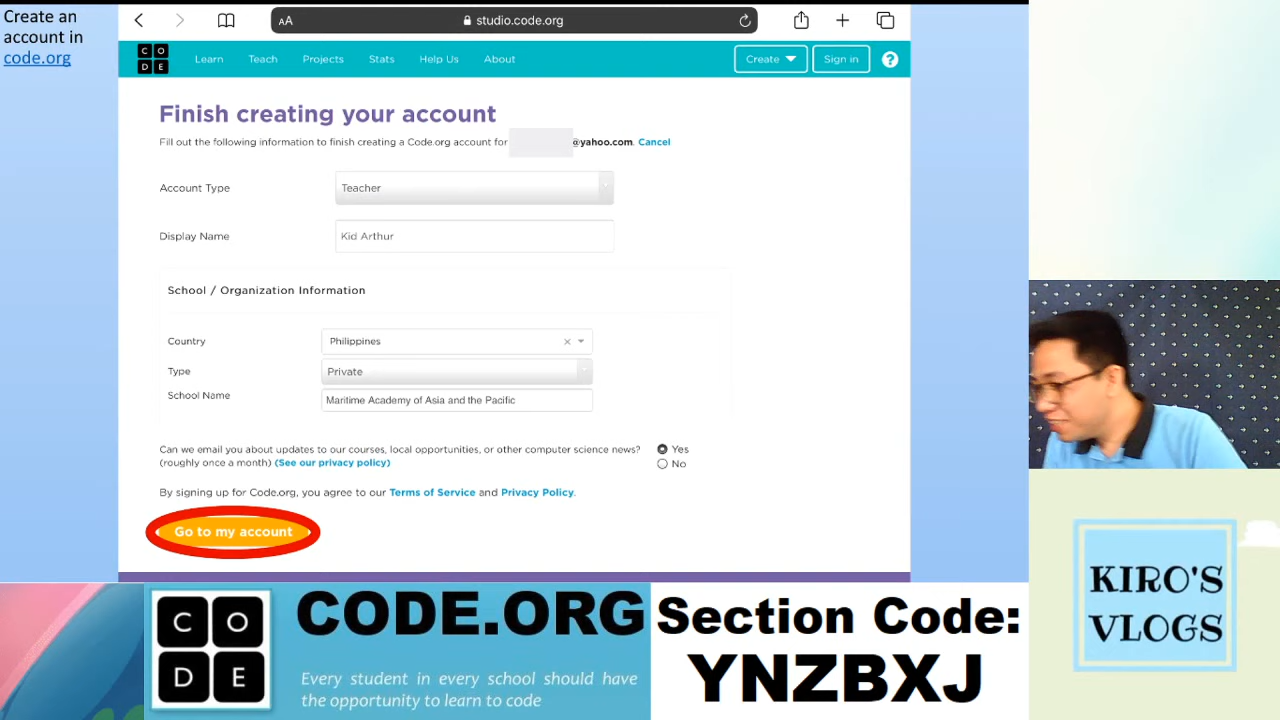 Create an
account in
code.org
AA
studio.code.org
C O
D E
Learn
Teach
Projects
Stats
Help Us
About
Create
Sign in
?
Finish creating your account
Fill out the following information to finish creating a Code.org account for @yahoo.com. Cancel
Account Type
Teacher
Display Name
Kid Arthur
School / Organization Information
Country
Philippines
Type
Private
School Name
Maritime Academy of Asia and the Pacific
Can we email you about updates to our courses, local opportunities, or other computer science news?
(roughly once a month) (See our privacy policy)
Yes
No
By signing up for Code.org, you agree to our Terms of Service and Privacy Policy.
Go to my account
C O
D E
CODE.ORG
Every student in every school should have
the opportunity to learn to code
Section Code:
YNZBXJ
KIRO'S
VLOGS